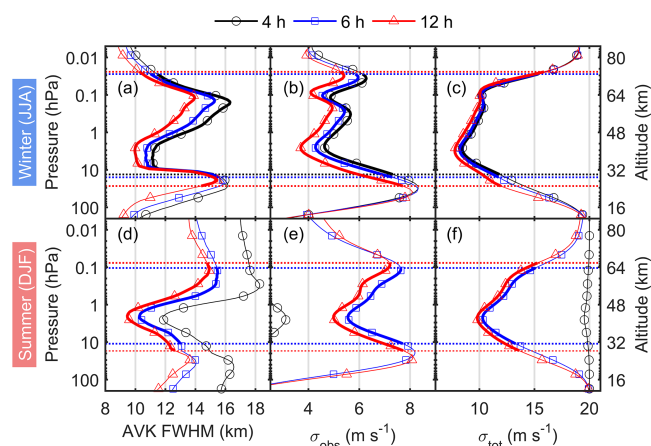 4 h 6 h 12 h
Winter (JJA)
Pressure (hPa)
0.01
0.1
1
10
100
(a)
(b)
(c)
80
64
48
32
16
Altitude (km)
Summer (DJF)
Pressure (hPa)
0.01
0.1
1
10
100
(d)
(e)
(f)
80
64
48
32
16
Altitude (km)
8 10 12 14 16 18
4 6 8
10 15 20
AVK FWHM (km)
σobs (m s-1)
σtot (m s-1)